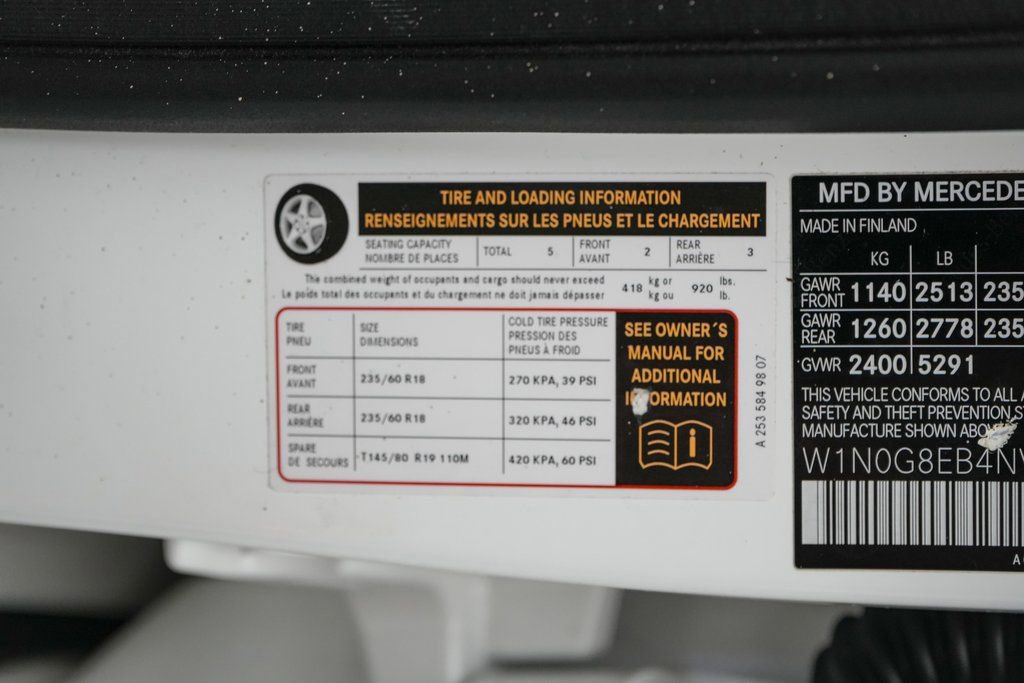 TIRE AND LOADING INFORMATION
RENSEIGNEMENTS SUR LES PNEUS ET LE CHARGEMENT
SEATING CAPACITY
NOMBRE DE PLACES
TOTAL 5
FRONT
AVANT
2
REAR
ARRIÈRE
3
The combined weight of occupants and cargo should never exceed
Le poids total des occupants et du chargement ne doit jamais dépasser
418 kg or
kg ou
920 lbs.
lb.
TIRE
PNEU
SIZE
DIMENSIONS
COLD TIRE PRESSURE
PRESSION DES
PNEUS À FROID
FRONT
AVANT
235/60 R18
270 KPA, 39 PSI
REAR
ARRIÈRE
235/60 R18
320 KPA, 46 PSI
SPARE
DE SECOURS
T145/80 R19 110M
420 KPA, 60 PSI
SEE OWNER´S
MANUAL FOR
ADDITIONAL
INFORMATION
A 253 584 98 07
MFD BY MERCEDE
MADE IN FINLAND
KG LB
GAWR
FRONT
1140 2513 235
GAWR
REAR
1260 2778 235
GVWR 2400 5291
THIS VEHICLE CONFORMS TO ALL
SAFETY AND THEFT PREVENTION S
MANUFACTURE SHOWN ABOV
W1N0G8EB4N
A